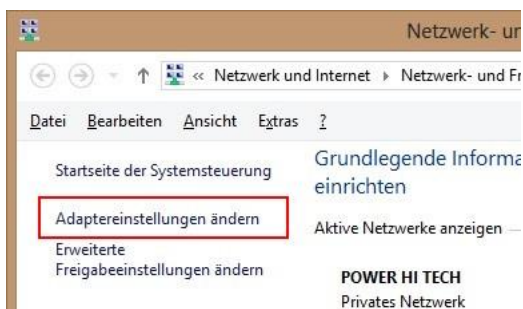 Netzwerk- un
« Netzwerk und Internet ▸ Netzwerk- und Fr
Datei Bearbeiten Ansicht Extras ?
Startseite der Systemsteuerung
Adaptereinstellungen ändern
Erweiterte
Freigabeeinstellungen ändern
Grundlegende Informa
einrichten
Aktive Netzwerke anzeigen
POWER HI TECH
Privates Netzwerk